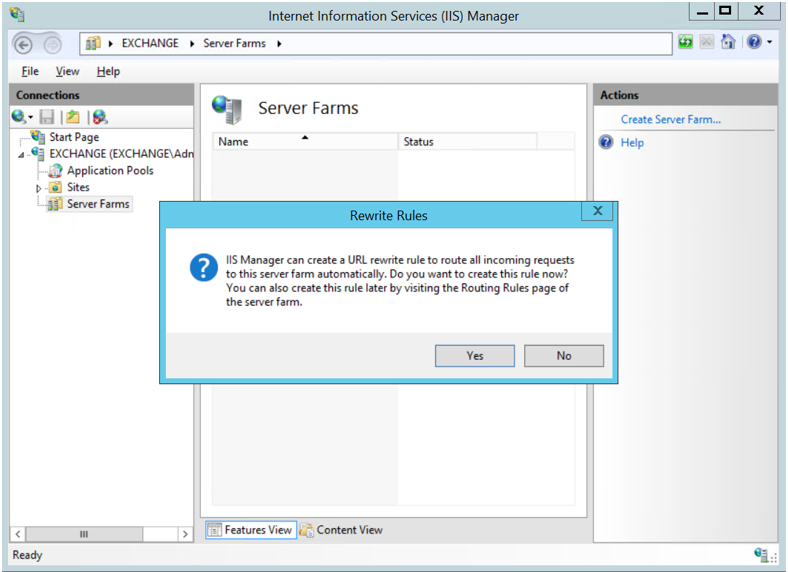 Internet Information Services (IIS) Manager
EXCHANGE
Server Farms
File View Help
Connections
Start Page
EXCHANGE (EXCHANGE\Adn
Application Pools
Sites
Server Farms
Server Farms
Name Status
Actions
Create Server Farm...
Help
Rewrite Rules
IIS Manager can create a URL rewrite rule to route all incoming requests
to this server farm automatically. Do you want to create this rule now?
You can also create this rule later by visiting the Routing Rules page of
the server farm.
Yes No
Features View Content View
Ready